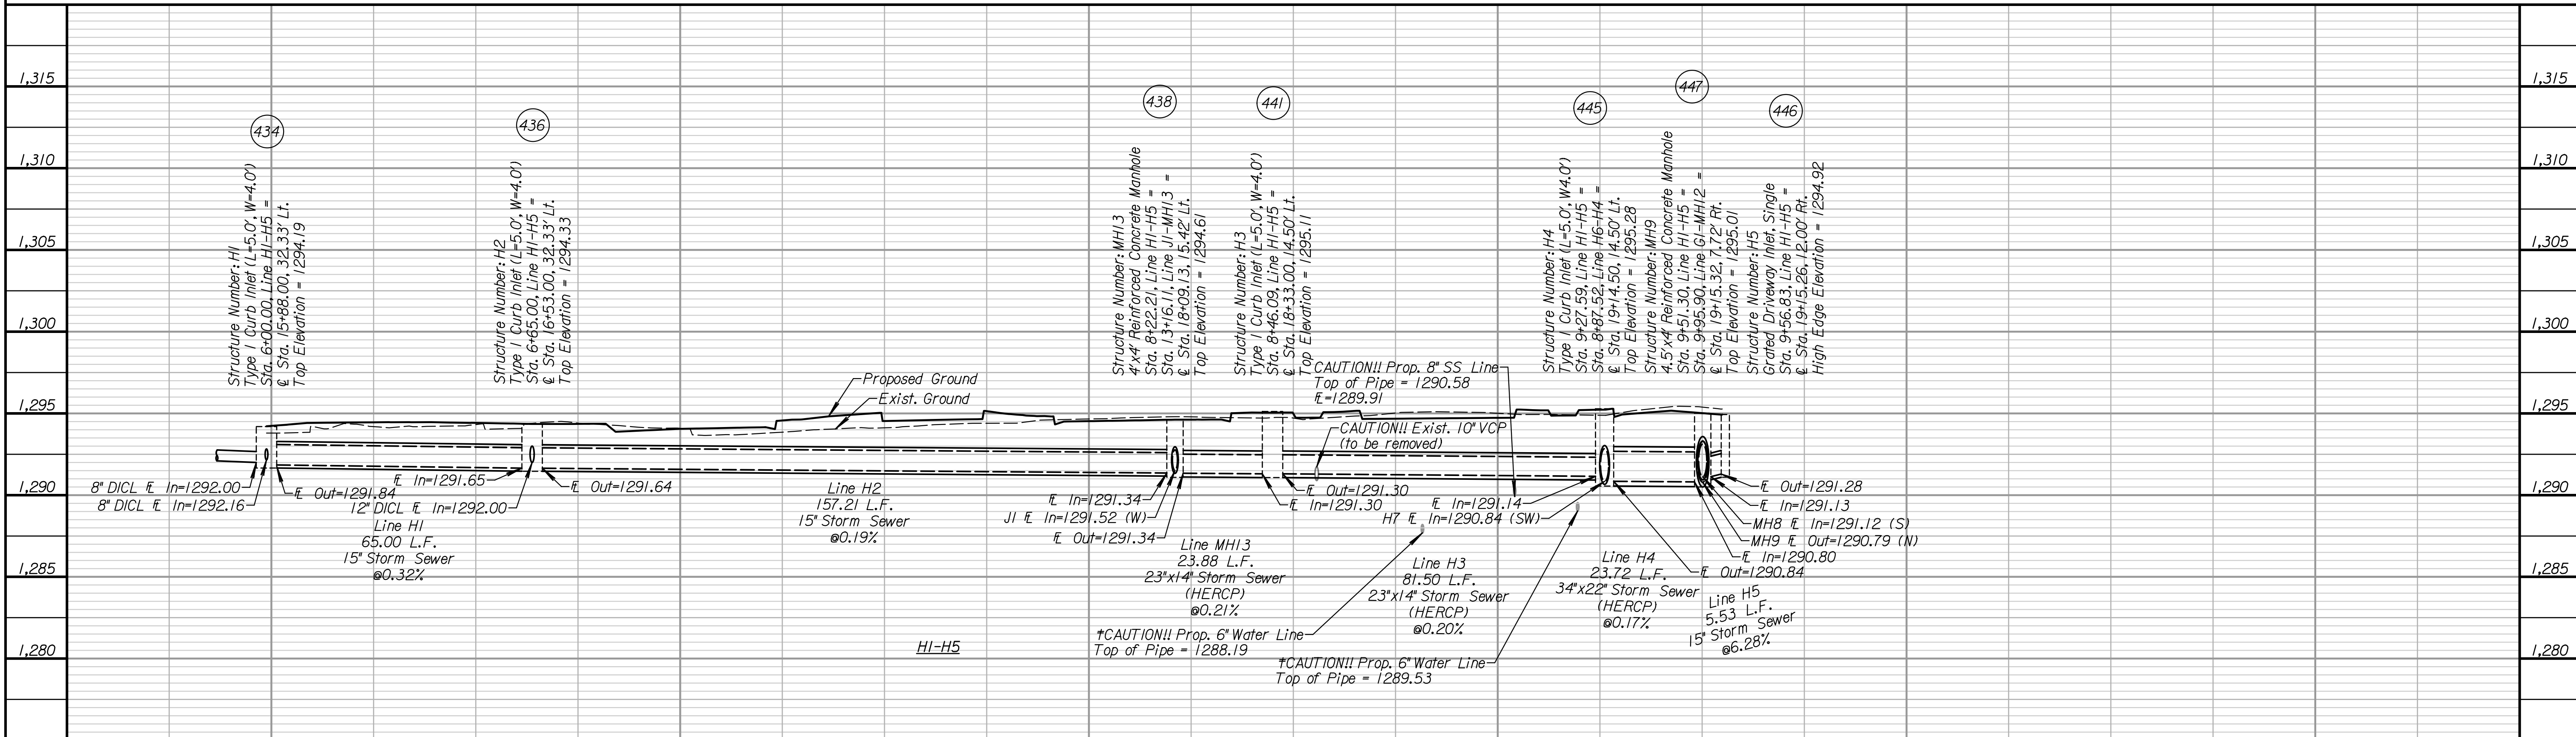 1,315
1,310
1,305
1,300
1,295
1,290
1,285
1,280
434
Structure Number: H1
Type 1 Curb Inlet (L=5.0', W=4.0')
Sta. 6+00.00, Line H1-H5 =
℄ Sta. 15+88.00, 32.33' Lt.
Top Elevation = 1294.19
436
Structure Number: H2
Type 1 Curb Inlet (L=5.0', W=4.0')
Sta. 6+65.00, Line H1-H5 =
℄ Sta. 16+53.00, 32.33' Lt.
Top Elevation = 1294.33
438
Structure Number: MH13
4'x4' Reinforced Concrete Manhole
Sta. 8+22.21, Line H1-H5 =
Sta. 13+16.11, Line J1-MH13 =
℄ Sta. 18+09.13, 15.42' Lt.
Top Elevation = 1294.61
441
Structure Number: H3
Type 1 Curb Inlet (L=5.0', W=4.0')
Sta. 8+46.09, Line H1-H5 =
℄ Sta. 18+33.00, 14.50' Lt.
Top Elevation = 1295.11
445
Structure Number: H4
Type 1 Curb Inlet (L=5.0', W4.0')
Sta. 9+27.59, Line H1-H5 =
Sta. 8+87.52, Line H6-H4 =
℄ Sta. 19+14.50, 14.50' Lt.
Top Elevation = 1295.28
447
Structure Number: MH9
4.5'x4' Reinforced Concrete Manhole
Sta. 9+51.30, Line H1-H5 =
Sta. 9+95.90, Line G1-MH12 =
℄ Sta. 19+15.32, 7.72' Rt.
Top Elevation = 1295.01
446
Structure Number: H5
Grated Driveway Inlet, Single
Sta. 9+56.83, Line H1-H5 =
℄ Sta. 19+15.26, 12.00' Rt.
High Edge Elevation = 1294.92
Proposed Ground
Exist. Ground
CAUTION!! Prop. 8" SS Line
Top of Pipe = 1290.58
FL=1289.91
CAUTION!! Exist. 10" VCP
(to be removed)
8" DICL FL In=1292.00
8" DICL FL In=1292.16
FL Out=1291.84
Line H1
65.00 L.F.
15" Storm Sewer
@0.32%
FL In=1291.65
12" DICL FL In=1292.00
FL Out=1291.64
Line H2
157.21 L.F.
15" Storm Sewer
@0.19%
FL In=1291.34
J1 FL In=1291.52 (W)
FL Out=1291.34
Line MH13
23.88 L.F.
23"x14" Storm Sewer
(HERCP)
@0.21%
FL Out=1291.30
FL In=1291.30
FL In=1291.14
H7 FL In=1290.84 (SW)
Line H3
81.50 L.F.
23"x14" Storm Sewer
(HERCP)
@0.20%
Line H4
23.72 L.F.
34"x22" Storm Sewer
(HERCP)
@0.17%
FL Out=1291.28
FL In=1291.13
MH8 FL In=1291.12 (S)
MH9 FL Out=1290.79 (N)
FL In=1290.80
FL Out=1290.84
Line H5
5.53 L.F.
15" Storm Sewer
@6.28%
†CAUTION!! Prop. 6" Water Line
Top of Pipe = 1288.19
†CAUTION!! Prop. 6" Water Line
Top of Pipe = 1289.53
H1-H5
1,315
1,310
1,305
1,300
1,295
1,290
1,285
1,280